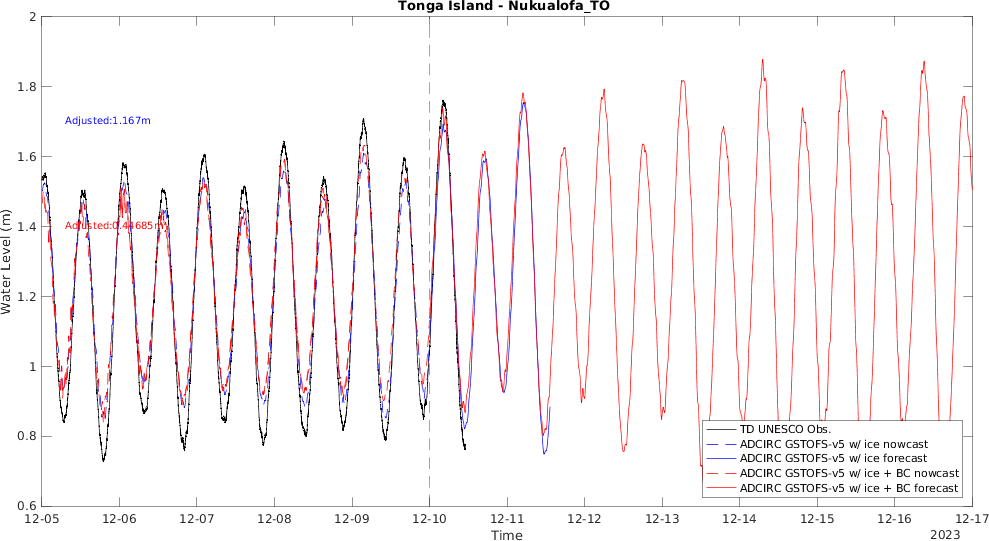 Tonga Island - Nukualofa_TO
2
1.8
1.6
1.4
1.2
1
0.8
0.6
Water Level (m)
Adjusted:1.167m
Adjusted:0.44685m
TD UNESCO Obs.
ADCIRC GSTOFS-v5 w/ ice nowcast
ADCIRC GSTOFS-v5 w/ ice forecast
ADCIRC GSTOFS-v5 w/ ice + BC nowcast
ADCIRC GSTOFS-v5 w/ ice + BC forecast
12-05 12-06 12-07 12-08 12-09 12-10 12-11 12-12 12-13 12-14 12-15 12-16 12-17
Time
2023